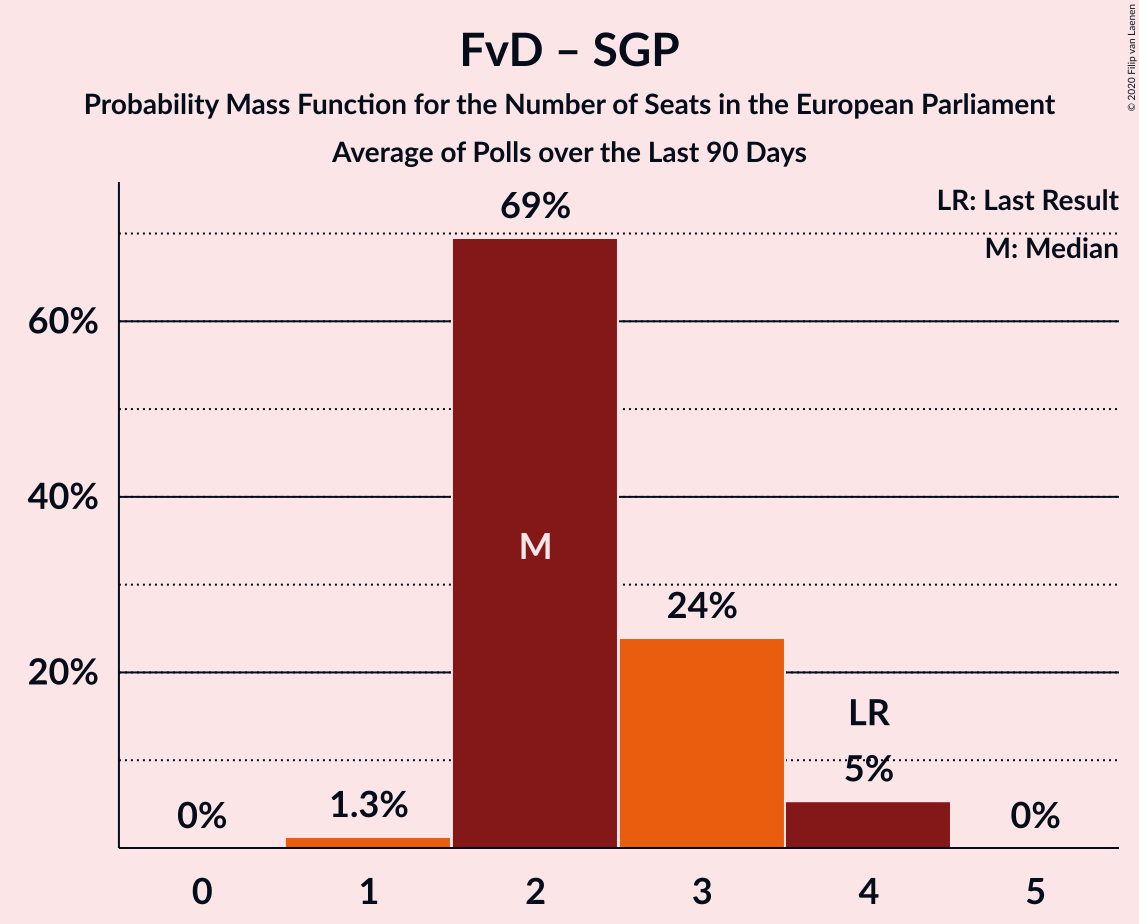 FvD – SGP
Probability Mass Function for the Number of Seats in the European Parliament
Average of Polls over the Last 90 Days
© 2020 Filip van Laenen
LR: Last Result
M: Median
69%
60%
40%
M
24%
20%
LR
5%
1.3%
0%
0%
0 1 2 3 4 5